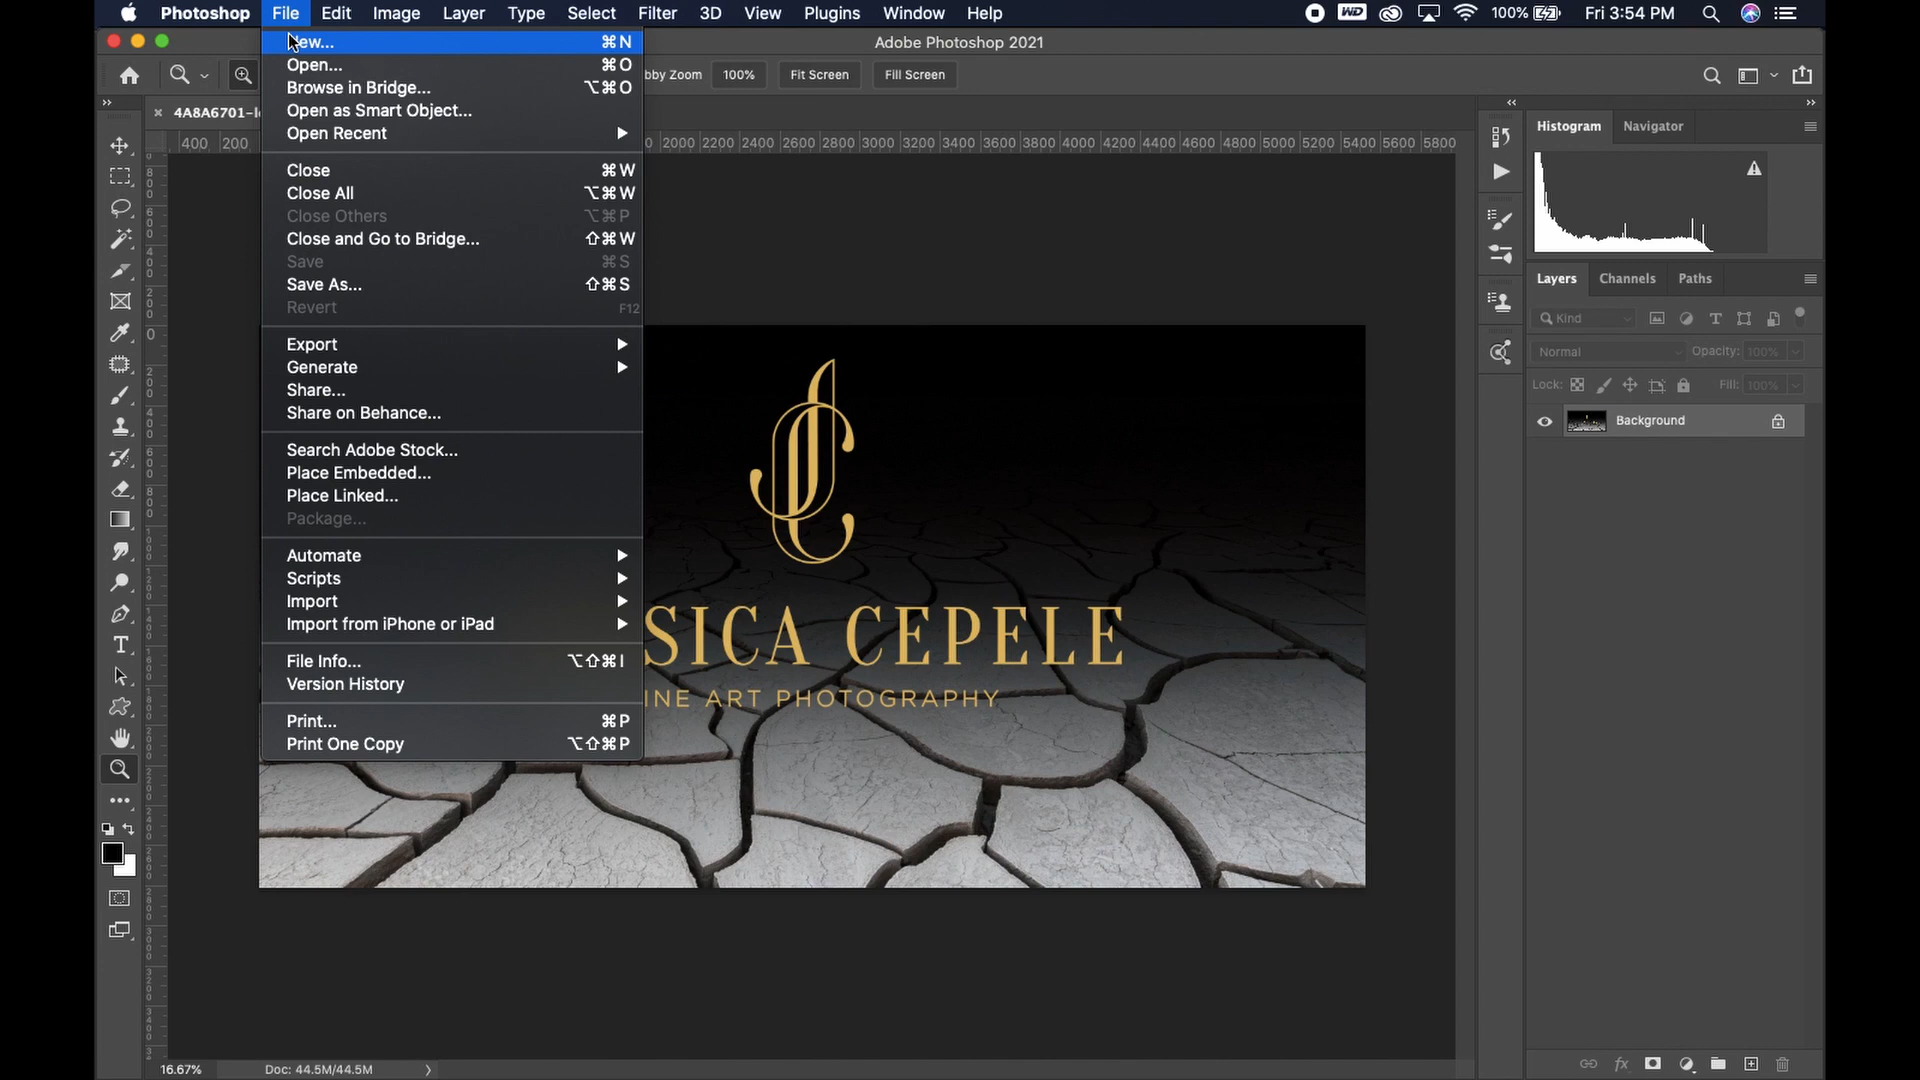 Photoshop File Edit Image Layer Type Select Filter 3D View Plugins Window Help WD 100% Fri 3:54 PM
Adobe Photoshop 2021
New... ⌘N
Open... ⌘O
Browse in Bridge... ⌥⌘O
Open as Smart Object...
Open Recent
Close ⌘W
Close All ⌥⌘W
Close Others ⌥⌘P
Close and Go to Bridge... ⇧⌘W
Save ⌘S
Save As... ⇧⌘S
Revert F12
Export
Generate
Share...
Share on Behance...
Search Adobe Stock...
Place Embedded...
Place Linked...
Package...
Automate
Scripts
Import
Import from iPhone or iPad
File Info... ⌥⇧⌘I
Version History
Print... ⌘P
Print One Copy ⌥⇧⌘P
bby Zoom 100% Fit Screen Fill Screen
4A8A6701-
400 200 0 2000 2200 2400 2600 2800 3000 3200 3400 3600 3800 4000 4200 4400 4600 4800 5000 5200 5400 5600 5800
JC
SICA CEPELE
INE ART PHOTOGRAPHY
Histogram Navigator
Layers Channels Paths
Kind
Normal Opacity: 100%
Lock: Fill: 100%
Background
16.67% Doc: 44.5M/44.5M